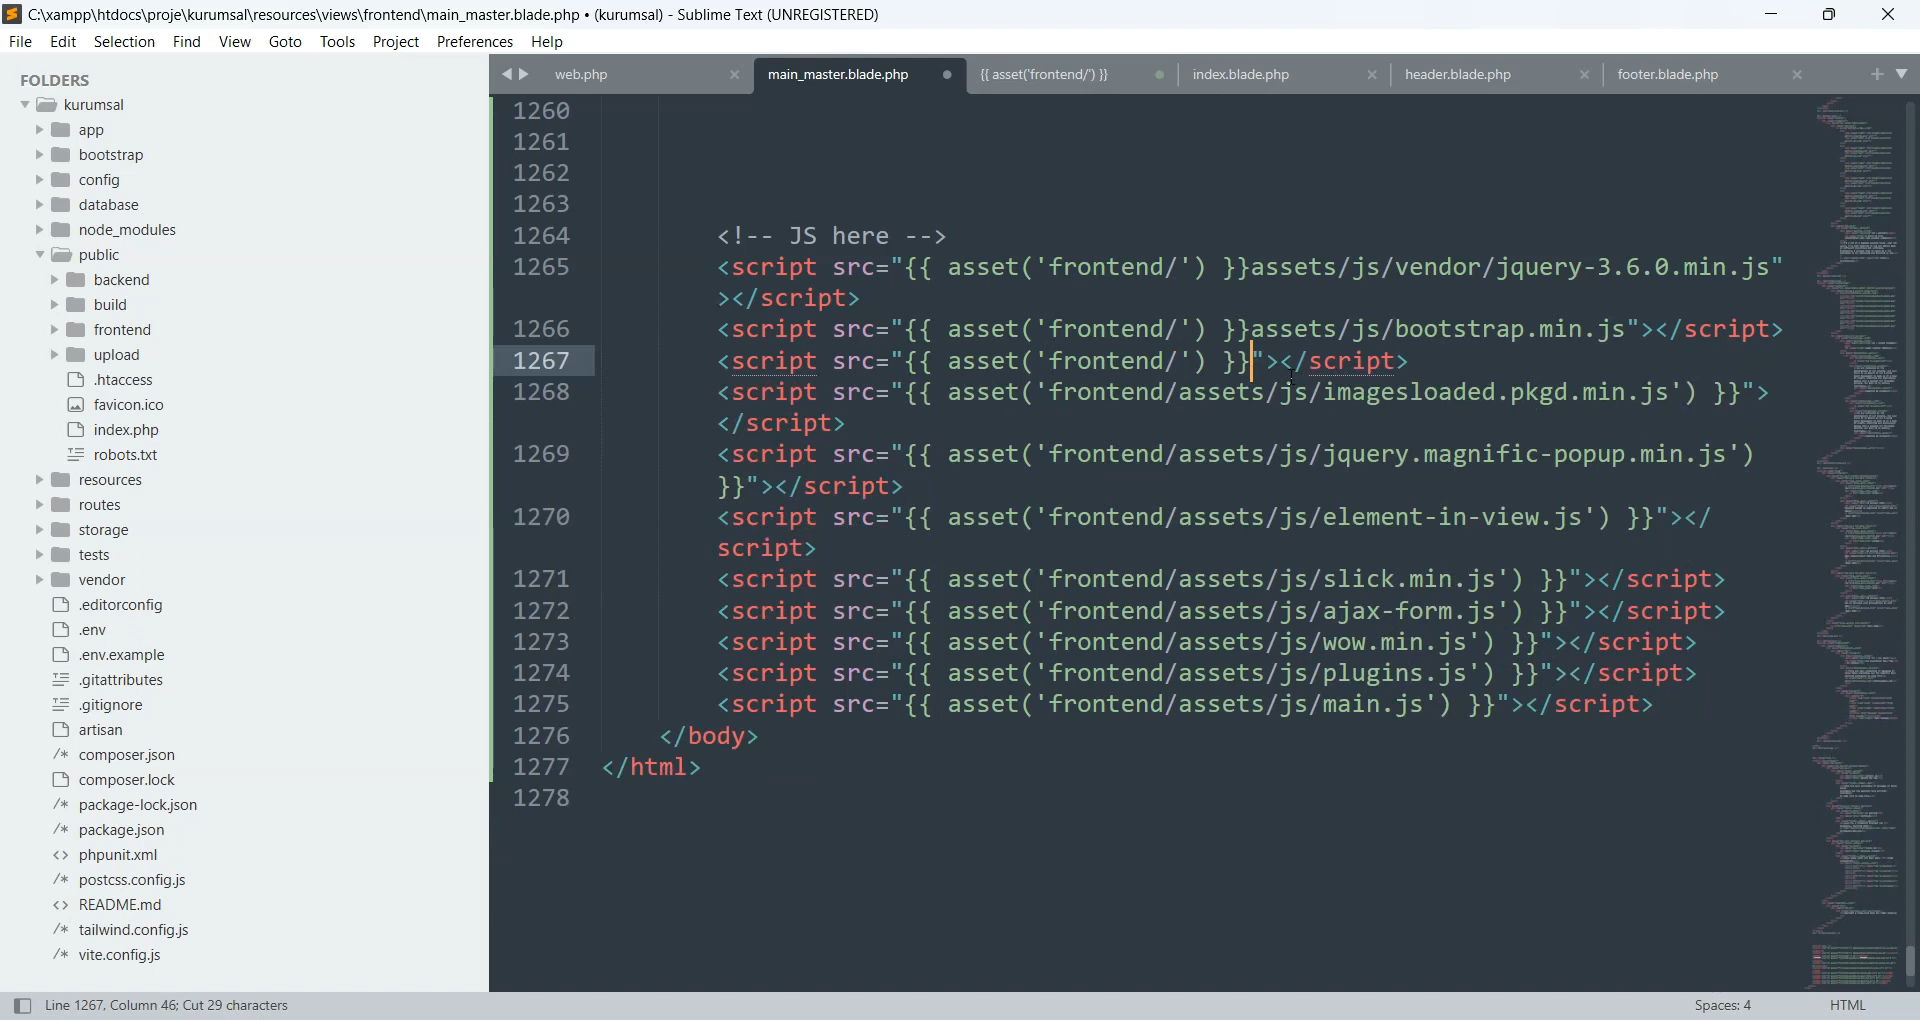 C:\xampp\htdocs\proje\kurumsal\resources\views\frontend\main_master.blade.php • (kurumsal) - Sublime Text (UNREGISTERED)
File Edit Selection Find View Goto Tools Project Preferences Help
FOLDERS
kurumsal
app
bootstrap
config
database
node_modules
public
backend
build
frontend
upload
.htaccess
favicon.ico
index.php
robots.txt
resources
routes
storage
tests
vendor
.editorconfig
.env
.env.example
.gitattributes
.gitignore
artisan
composer.json
composer.lock
package-lock.json
package.json
phpunit.xml
postcss.config.js
README.md
tailwind.config.js
vite.config.js
web.php main_master.blade.php {{ asset('frontend/') }} index.blade.php header.blade.php footer.blade.php
1260
1261
1262
1263
1264 <!-- JS here -->
1265 <script src="{{ asset('frontend/') }}assets/js/vendor/jquery-3.6.0.min.js"
></script>
1266 <script src="{{ asset('frontend/') }}assets/js/bootstrap.min.js"></script>
1267 <script src="{{ asset('frontend/') }}"></script>
1268 <script src="{{ asset('frontend/assets/js/imagesloaded.pkgd.min.js') }}">
</script>
1269 <script src="{{ asset('frontend/assets/js/jquery.magnific-popup.min.js')
}}"></script>
1270 <script src="{{ asset('frontend/assets/js/element-in-view.js') }}"></
script>
1271 <script src="{{ asset('frontend/assets/js/slick.min.js') }}"></script>
1272 <script src="{{ asset('frontend/assets/js/ajax-form.js') }}"></script>
1273 <script src="{{ asset('frontend/assets/js/wow.min.js') }}"></script>
1274 <script src="{{ asset('frontend/assets/js/plugins.js') }}"></script>
1275 <script src="{{ asset('frontend/assets/js/main.js') }}"></script>
1276 </body>
1277 </html>
1278
Line 1267, Column 46; Cut 29 characters Spaces: 4 HTML